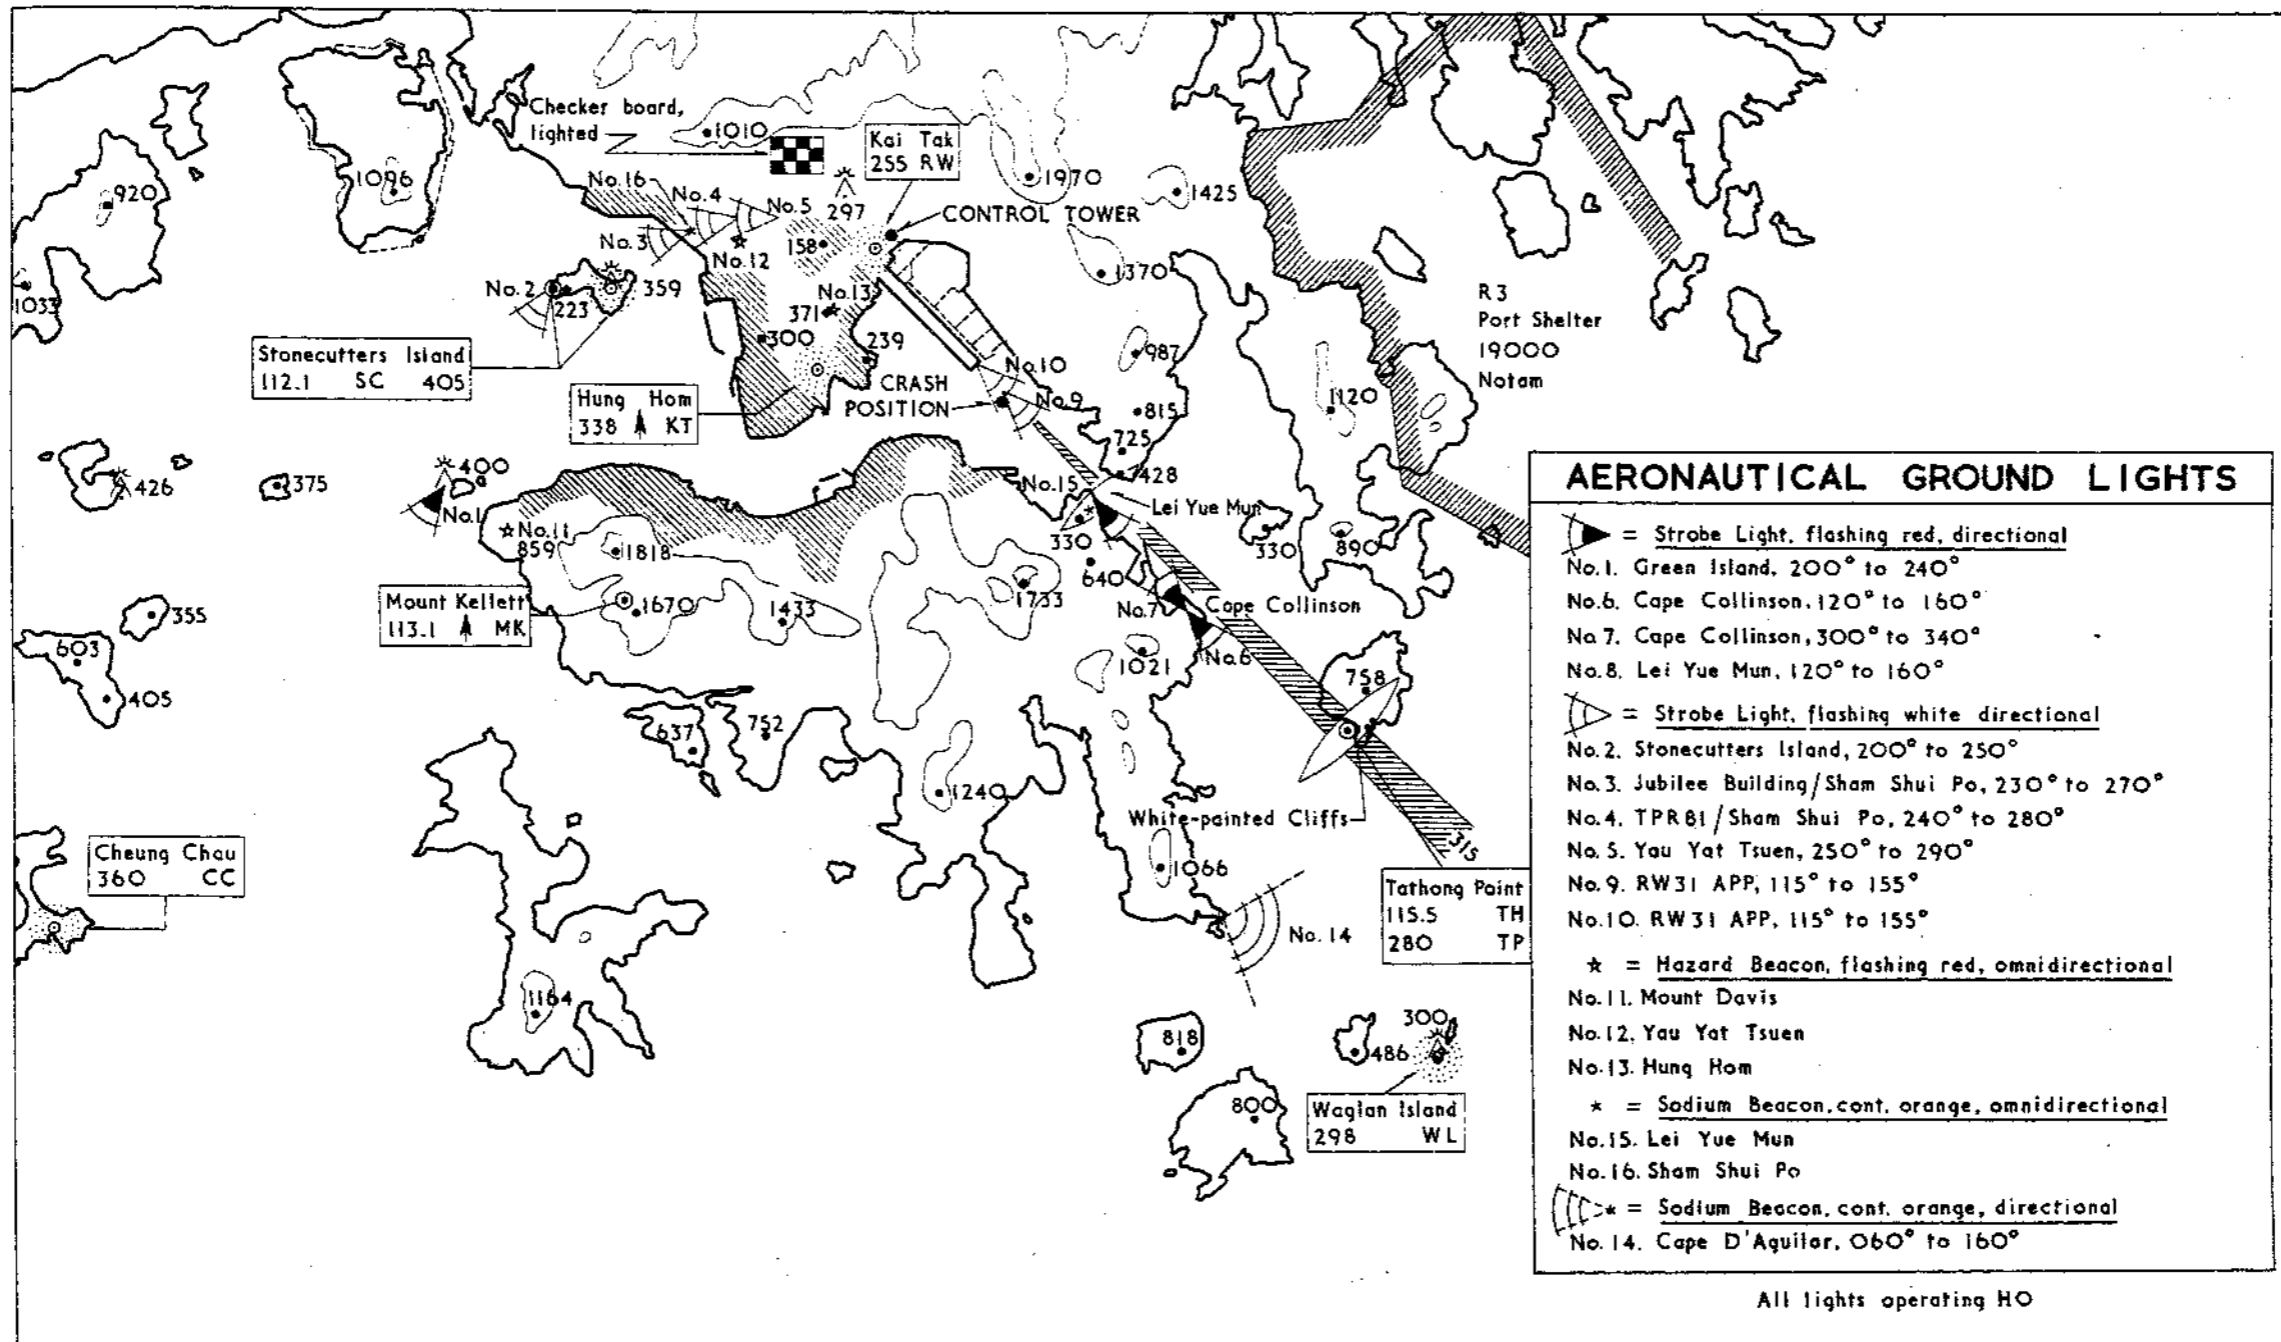 Checker board,
lighted
1010
Kai Tak
255 RW
1096
920
No.16
No.4
No.5
297
1970
1425
CONTROL TOWER
No.3
158
No.12
1370
No.2
223
359
No.13
371
1033
300
239
987
R3
Port Shelter
19000
Notam
Stonecutters Island
112.1 SC 405
No.10
CRASH
POSITION
No.9
Hung Hom
338 KT
1120
815
725
428
426
375
400
No.1
No.15
Lei Yue Mun
No.11
859
1818
330
330
890
640
Mount Kellett
113.1 MK
1670
1433
1733
No.7
Cape Collinson
355
603
405
1021
No.6
758
637
752
1240
White-painted Cliffs
315
1066
Cheung Chau
360 CC
Tathong Point
115.5 TH
280 TP
No.14
1164
818
486
300
800
Waglan Island
298 WL
AERONAUTICAL GROUND LIGHTS
= Strobe Light, flashing red, directional
No.1. Green Island, 200° to 240°
No.6. Cape Collinson, 120° to 160°
No.7. Cape Collinson, 300° to 340°
No.8. Lei Yue Mun, 120° to 160°
= Strobe Light, flashing white directional
No.2. Stonecutters Island, 200° to 250°
No.3. Jubilee Building/Sham Shui Po, 230° to 270°
No.4. TPR81/Sham Shui Po, 240° to 280°
No.5. Yau Yat Tsuen, 250° to 290°
No.9. RW31 APP, 115° to 155°
No.10. RW31 APP, 115° to 155°
= Hazard Beacon, flashing red, omnidirectional
No.11. Mount Davis
No.12. Yau Yat Tsuen
No.13. Hung Hom
= Sodium Beacon, cont. orange, omnidirectional
No.15. Lei Yue Mun
No.16. Sham Shui Po
= Sodium Beacon, cont. orange, directional
No.14. Cape D'Aguilar, 060° to 160°
All lights operating HO